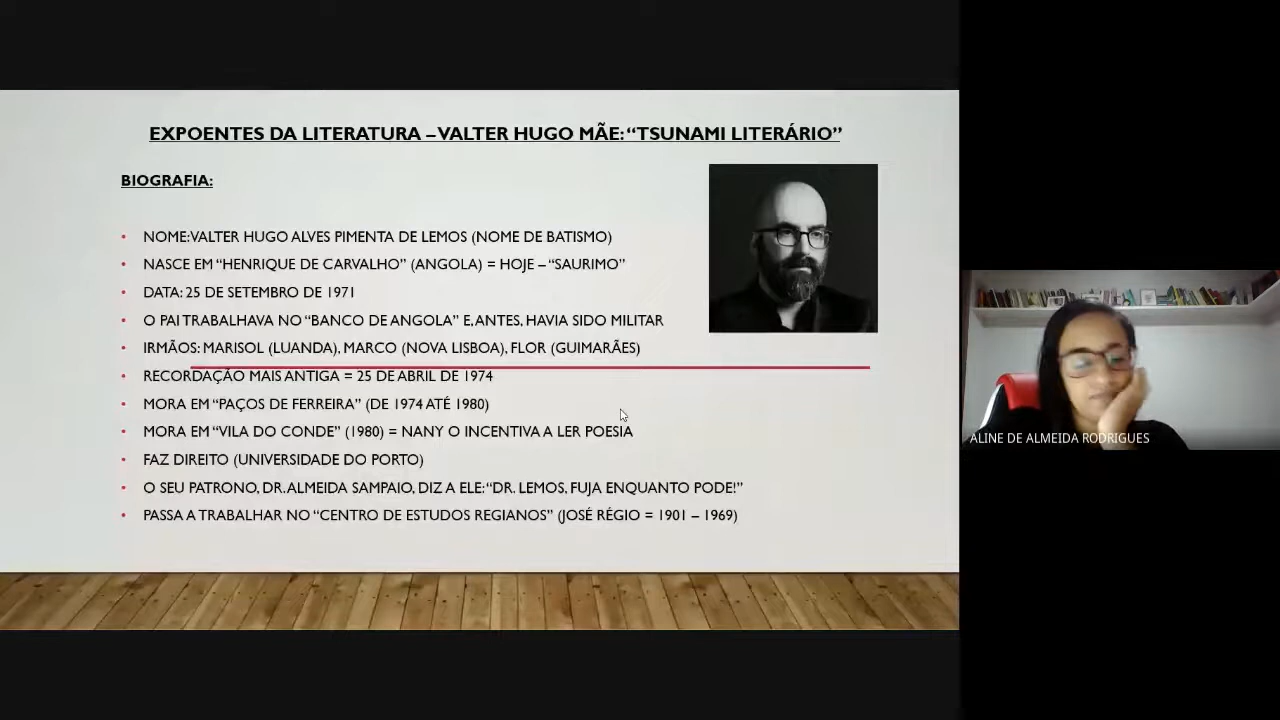 EXPOENTES DA LITERATURA – VALTER HUGO MÃE: “TSUNAMI LITERÁRIO”
BIOGRAFIA:
• NOME: VALTER HUGO ALVES PIMENTA DE LEMOS (NOME DE BATISMO)
• NASCE EM “HENRIQUE DE CARVALHO” (ANGOLA) = HOJE – “SAURIMO”
• DATA: 25 DE SETEMBRO DE 1971
• O PAI TRABALHAVA NO “BANCO DE ANGOLA” E, ANTES, HAVIA SIDO MILITAR
• IRMÃOS: MARISOL (LUANDA), MARCO (NOVA LISBOA), FLOR (GUIMARÃES)
• RECORDAÇÃO MAIS ANTIGA = 25 DE ABRIL DE 1974
• MORA EM “PAÇOS DE FERREIRA” (DE 1974 ATÉ 1980)
• MORA EM “VILA DO CONDE” (1980) = NANY O INCENTIVA A LER POESIA
• FAZ DIREITO (UNIVERSIDADE DO PORTO)
• O SEU PATRONO, DR. ALMEIDA SAMPAIO, DIZ A ELE: “DR. LEMOS, FUJA ENQUANTO PODE!”
• PASSA A TRABALHAR NO “CENTRO DE ESTUDOS REGIANOS” (JOSÉ RÉGIO = 1901 – 1969)
ALINE DE ALMEIDA RODRIGUES